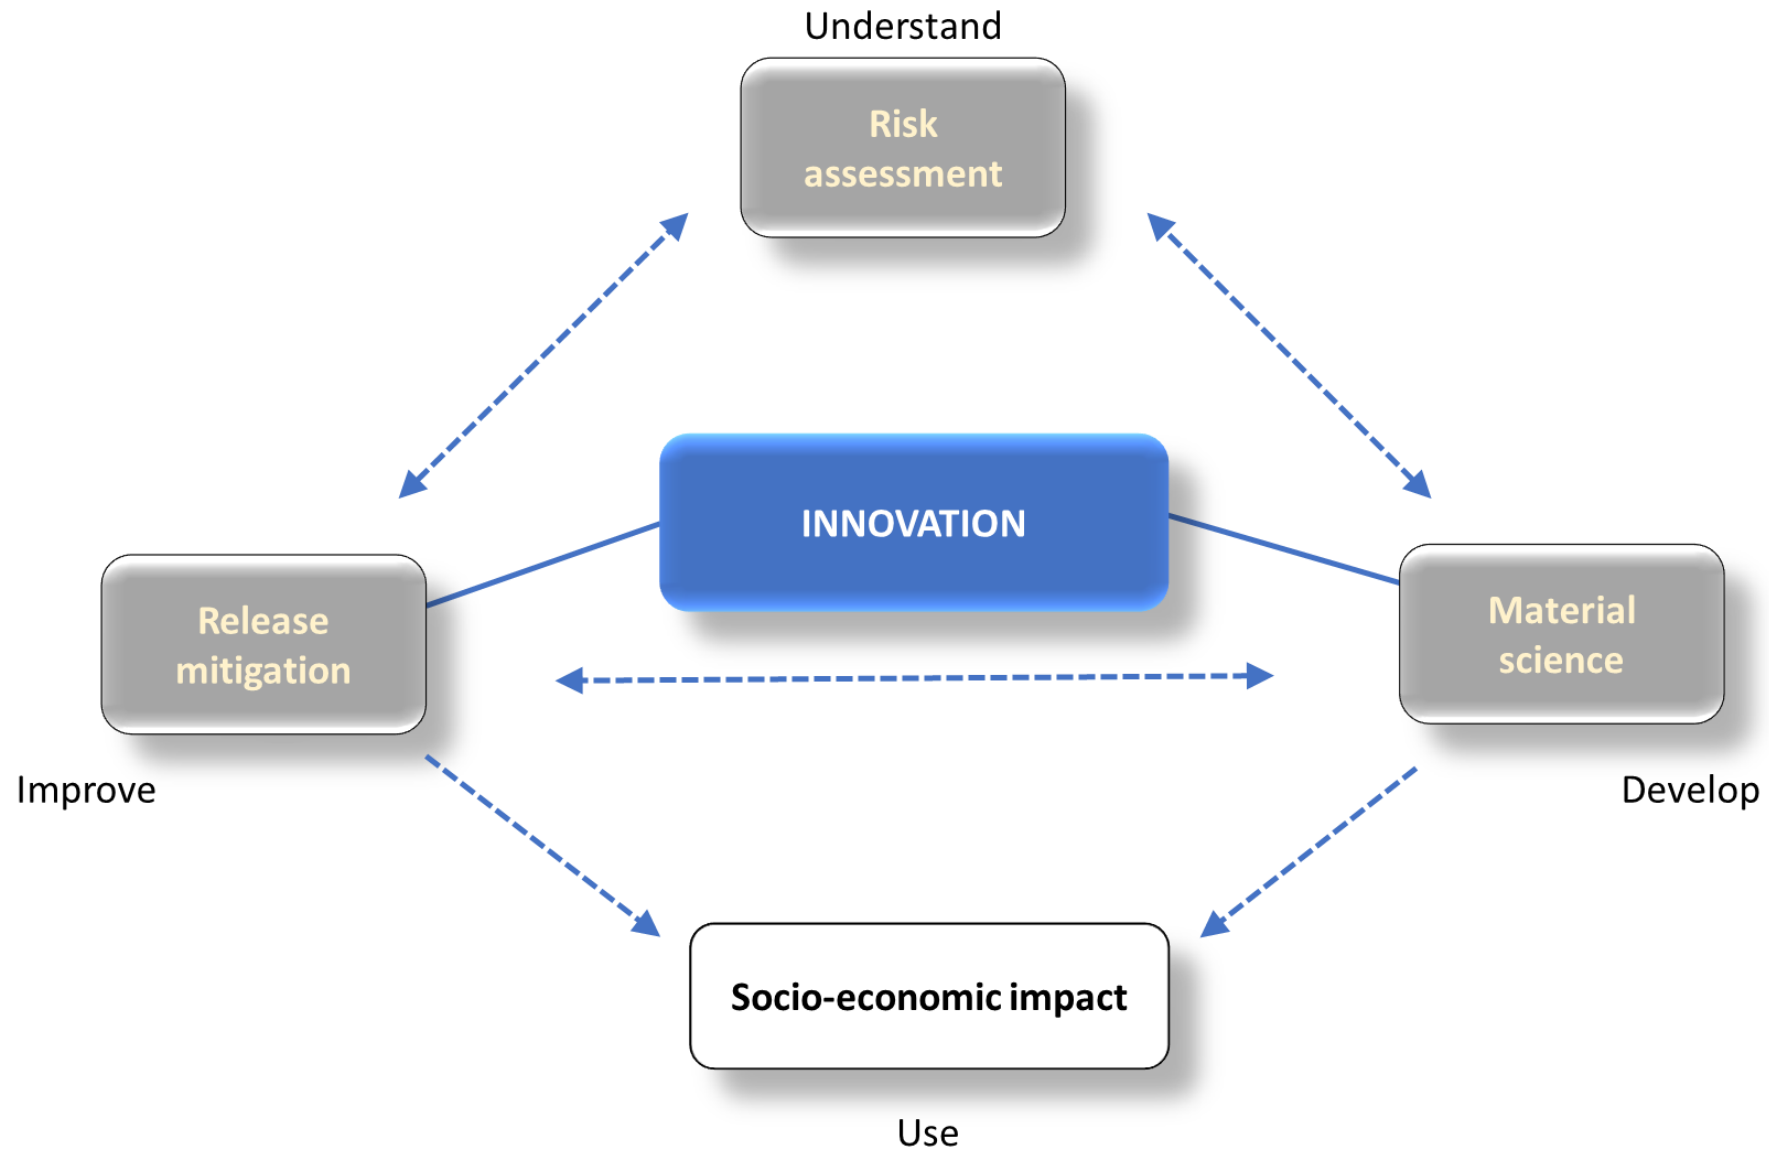 Understand
Risk
assessment
INNOVATION
Release
mitigation
Material
science
Improve
Develop
Socio-economic impact
Use